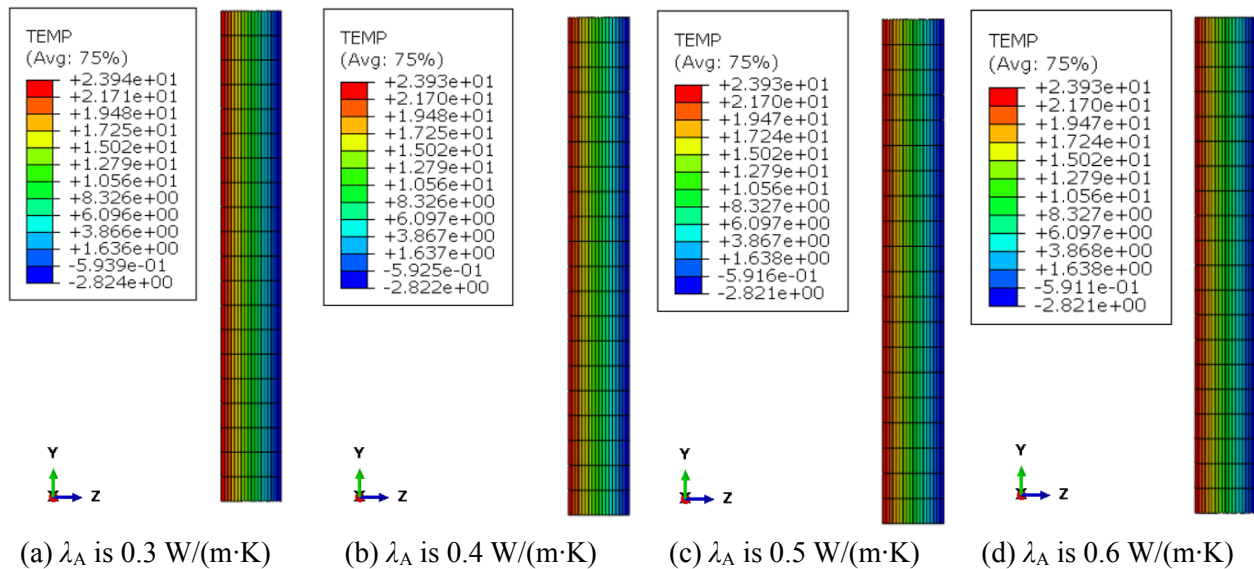 TEMP
(Avg: 75%)
+2.394e+01
+2.171e+01
+1.948e+01
+1.725e+01
+1.502e+01
+1.279e+01
+1.056e+01
+8.326e+00
+6.096e+00
+3.866e+00
+1.636e+00
-5.939e-01
-2.824e+00
Y
X
Z
(a) λA is 0.3 W/(m·K)
TEMP
(Avg: 75%)
+2.393e+01
+2.170e+01
+1.948e+01
+1.725e+01
+1.502e+01
+1.279e+01
+1.056e+01
+8.326e+00
+6.097e+00
+3.867e+00
+1.637e+00
-5.925e-01
-2.822e+00
Y
X
Z
(b) λA is 0.4 W/(m·K)
TEMP
(Avg: 75%)
+2.393e+01
+2.170e+01
+1.947e+01
+1.724e+01
+1.502e+01
+1.279e+01
+1.056e+01
+8.327e+00
+6.097e+00
+3.867e+00
+1.638e+00
-5.916e-01
-2.821e+00
Y
X
Z
(c) λA is 0.5 W/(m·K)
TEMP
(Avg: 75%)
+2.393e+01
+2.170e+01
+1.947e+01
+1.724e+01
+1.502e+01
+1.279e+01
+1.056e+01
+8.327e+00
+6.097e+00
+3.868e+00
+1.638e+00
-5.911e-01
-2.821e+00
Y
X
Z
(d) λA is 0.6 W/(m·K)